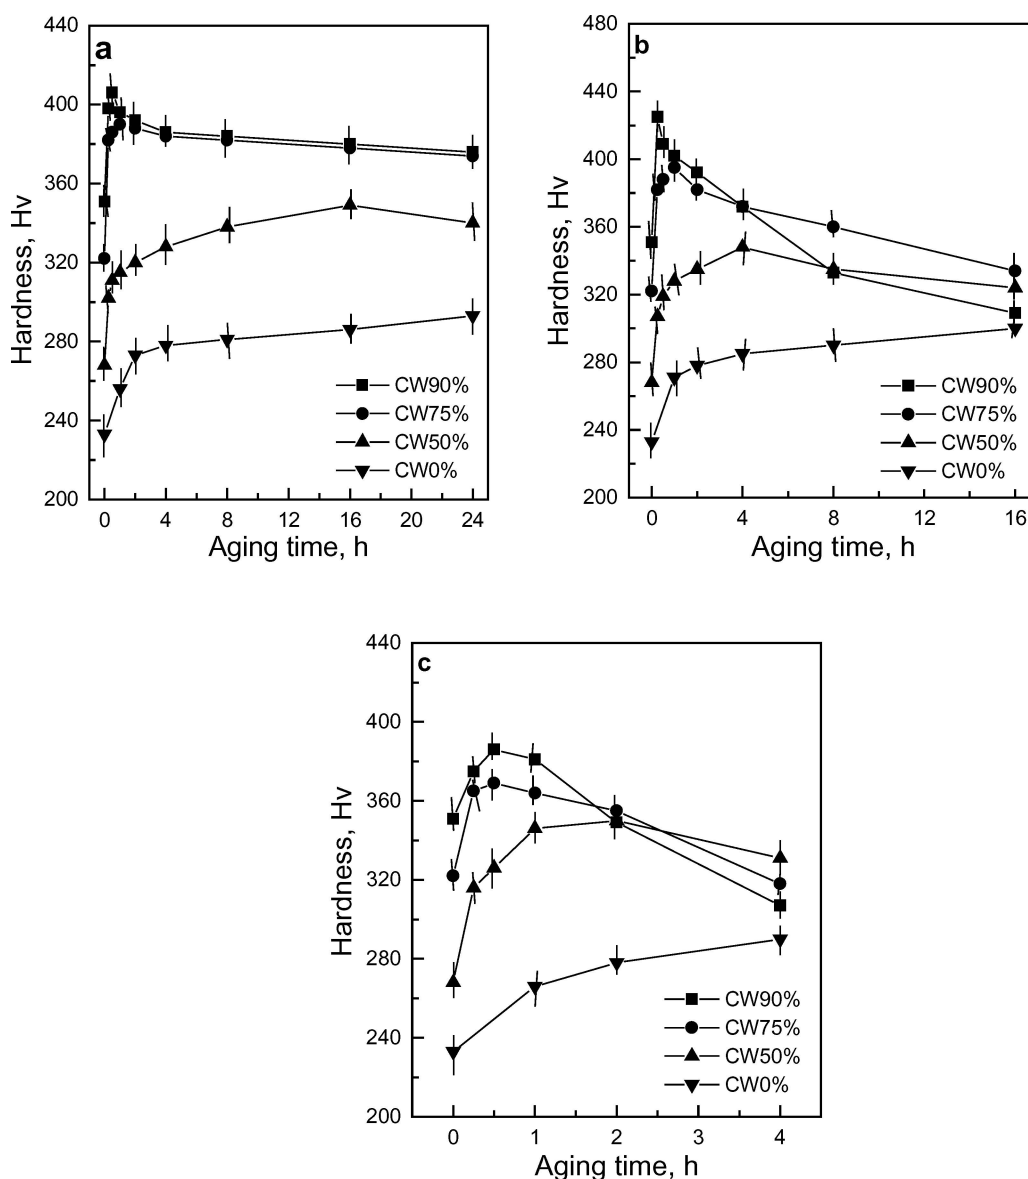 a
440
400
360
320
280
240
200
Hardness, Hv
CW90%
CW75%
CW50%
CW0%
0 4 8 12 16 20 24
Aging time, h
b
480
440
400
360
320
280
240
200
Hardness, Hv
CW90%
CW75%
CW50%
CW0%
0 4 8 12 16
Aging time, h
c
440
400
360
320
280
240
200
Hardness, Hv
CW90%
CW75%
CW50%
CW0%
0 1 2 3 4
Aging time, h